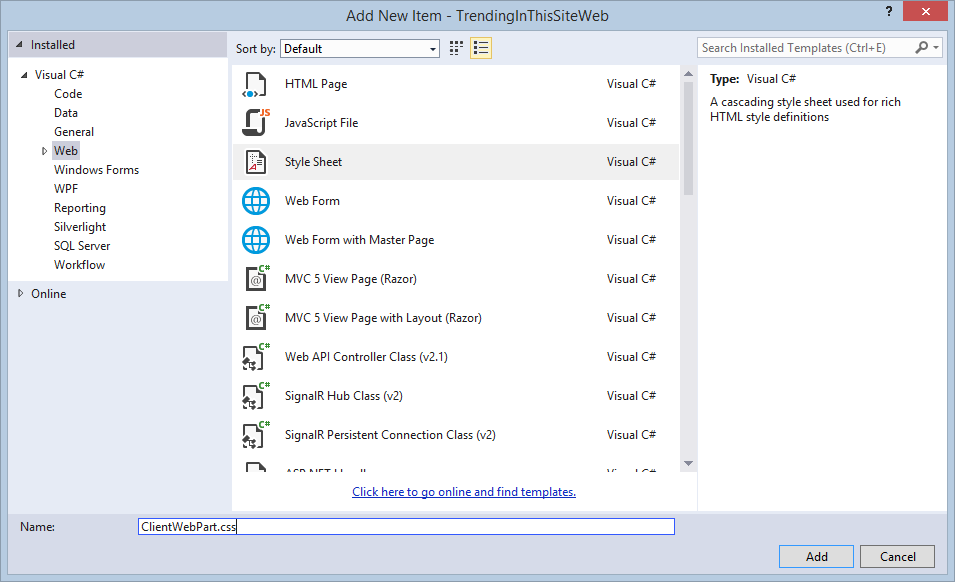 Add New Item - TrendingInThisSiteWeb
?
Installed
Sort by: Default
Search Installed Templates (Ctrl+E)
Visual C#
Code
Data
General
Web
Windows Forms
WPF
Reporting
Silverlight
SQL Server
Workflow
Online
HTML Page Visual C#
JS
JavaScript File Visual C#
Style Sheet Visual C#
Web Form Visual C#
Web Form with Master Page Visual C#
C#
@
MVC 5 View Page (Razor) Visual C#
C#
@
MVC 5 View Page with Layout (Razor) Visual C#
C#
Web API Controller Class (v2.1) Visual C#
C#
SignalR Hub Class (v2) Visual C#
C#
SignalR Persistent Connection Class (v2) Visual C#
Click here to go online and find templates.
Type: Visual C#
A cascading style sheet used for rich
HTML style definitions
Name: ClientWebPart.css
Add Cancel